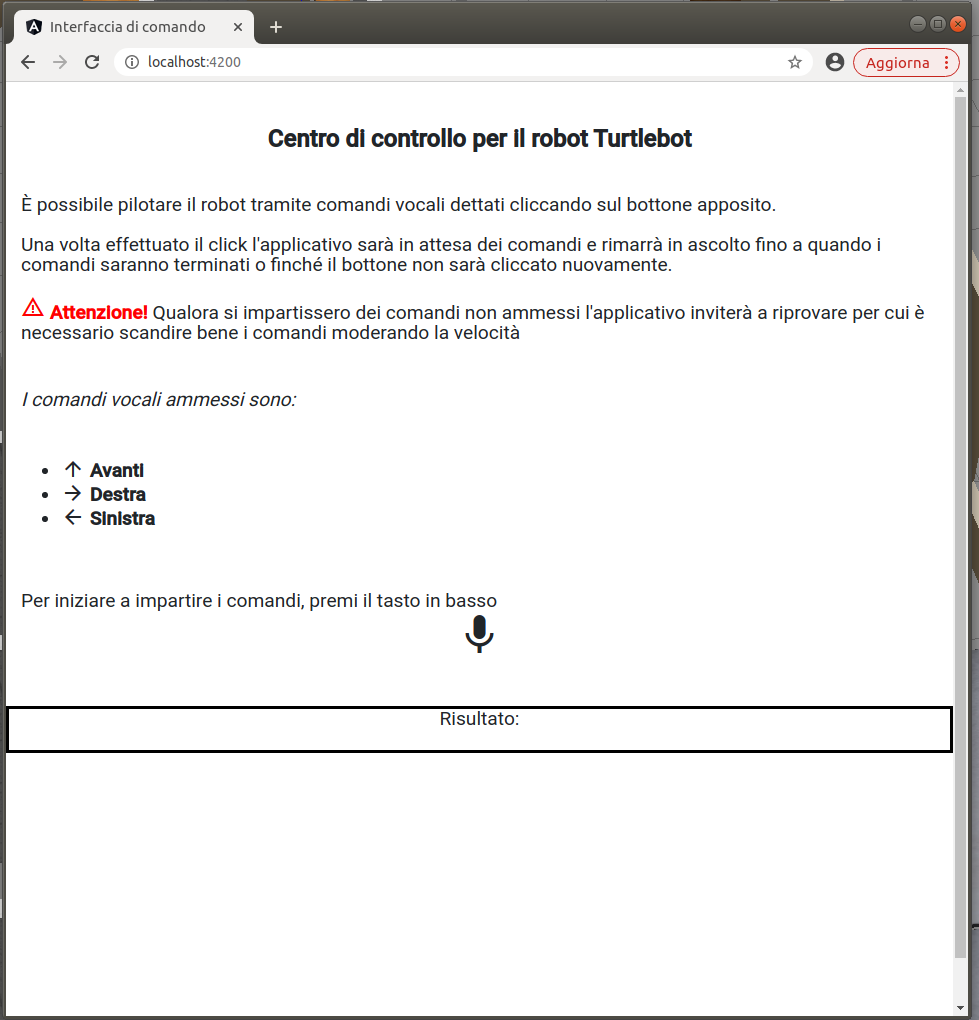 Interfaccia di comando
localhost:4200
Aggiorna
Centro di controllo per il robot Turtlebot
È possibile pilotare il robot tramite comandi vocali dettati cliccando sul bottone apposito.
Una volta effettuato il click l'applicativo sarà in attesa dei comandi e rimarrà in ascolto fino a quando i
comandi saranno terminati o finché il bottone non sarà cliccato nuovamente.
Attenzione! Qualora si impartissero dei comandi non ammessi l'applicativo inviterà a riprovare per cui è
necessario scandire bene i comandi moderando la velocità
I comandi vocali ammessi sono:
• ↑ Avanti
• → Destra
• ← Sinistra
Per iniziare a impartire i comandi, premi il tasto in basso
Risultato: